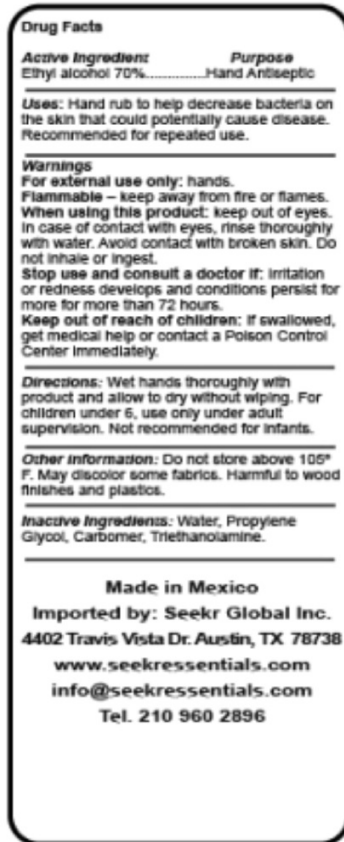 Drug Facts
Active Ingredient Purpose
Ethyl alcohol 70%..............Hand Antiseptic
Uses: Hand rub to help decrease bacteria on
the skin that could potentially cause disease.
Recommended for repeated use.
Warnings
For external use only: hands.
Flammable – keep away from fire or flames.
When using this product: keep out of eyes.
In case of contact with eyes, rinse thoroughly
with water. Avoid contact with broken skin. Do
not inhale or ingest.
Stop use and consult a doctor if: irritation
or redness develops and conditions persist for
more for more than 72 hours.
Keep out of reach of children: If swallowed,
get medical help or contact a Poison Control
Center immediately.
Directions: Wet hands thoroughly with
product and allow to dry without wiping. For
children under 6, use only under adult
supervision. Not recommended for infants.
Other information: Do not store above 105°
F. May discolor some fabrics. Harmful to wood
finishes and plastics.
Inactive Ingredients: Water, Propylene
Glycol, Carbomer, Triethanolamine.
Made in Mexico
Imported by: Seekr Global Inc.
4402 Travis Vista Dr. Austin, TX 78738
www.seekressentials.com
info@seekressentials.com
Tel. 210 960 2896